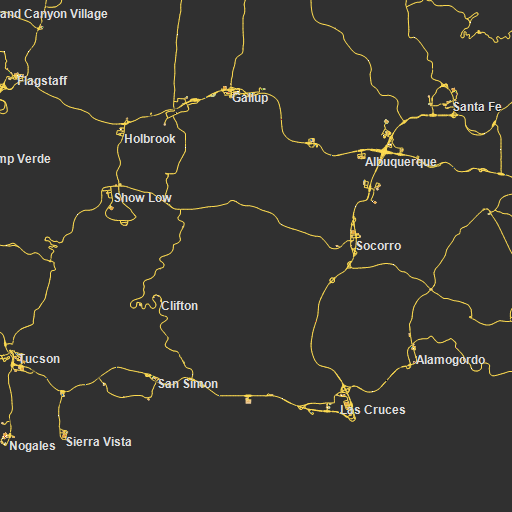 and Canyon Village
Flagstaff
Gallup
Santa Fe
Holbrook
mp Verde
Albuquerque
Show Low
Socorro
Clifton
Tucson
Alamogordo
San Simon
Las Cruces
Nogales
Sierra Vista